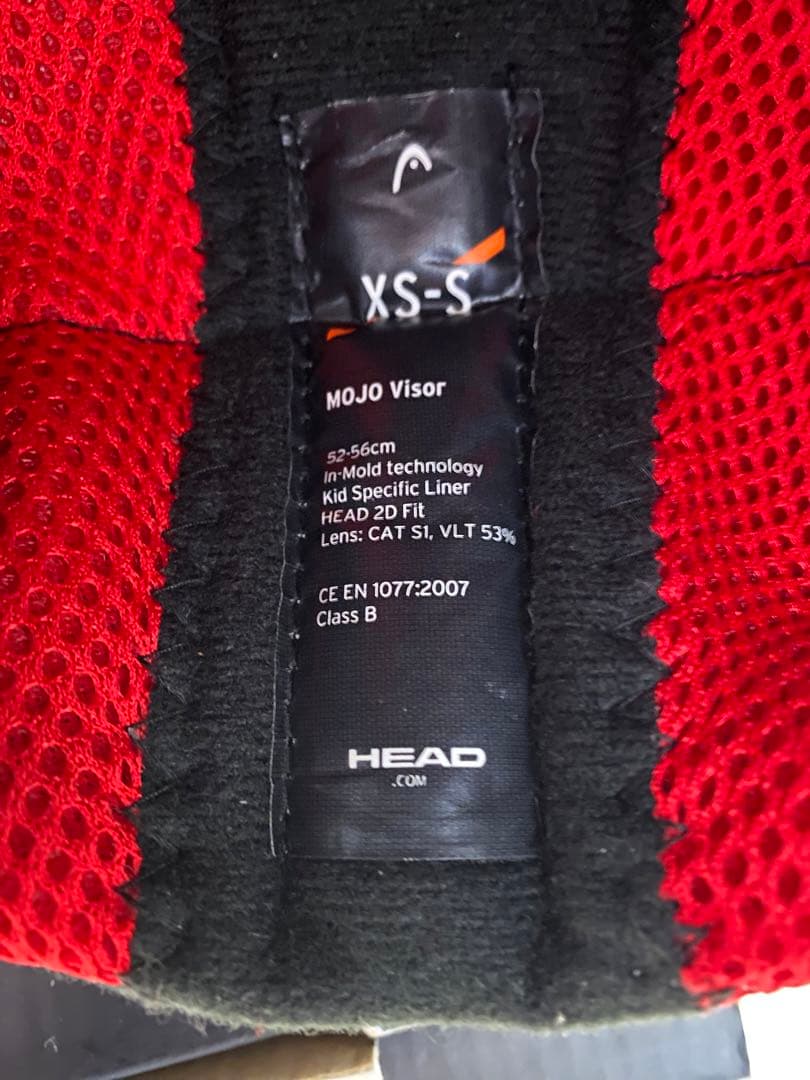 XS-S
MOJO Visor
52-56cm
In-Mold technology
Kid Specific Liner
HEAD 2D Fit
Lens: CAT S1, VLT 53%
CE EN 1077:2007
Class B
HEAD
.COM